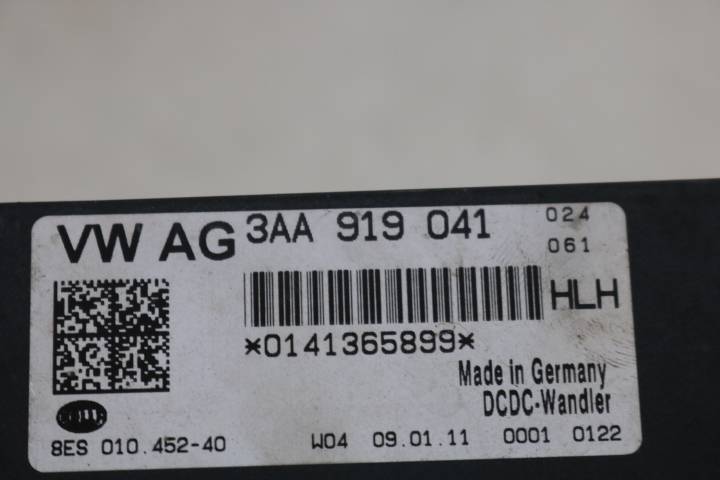 VW AG 3AA 919 041 024
061
HLH
*0141365899*
Made in Germany
DCDC-Wandler
8ES 010.452-40 W04 09.01.11 0001 0122